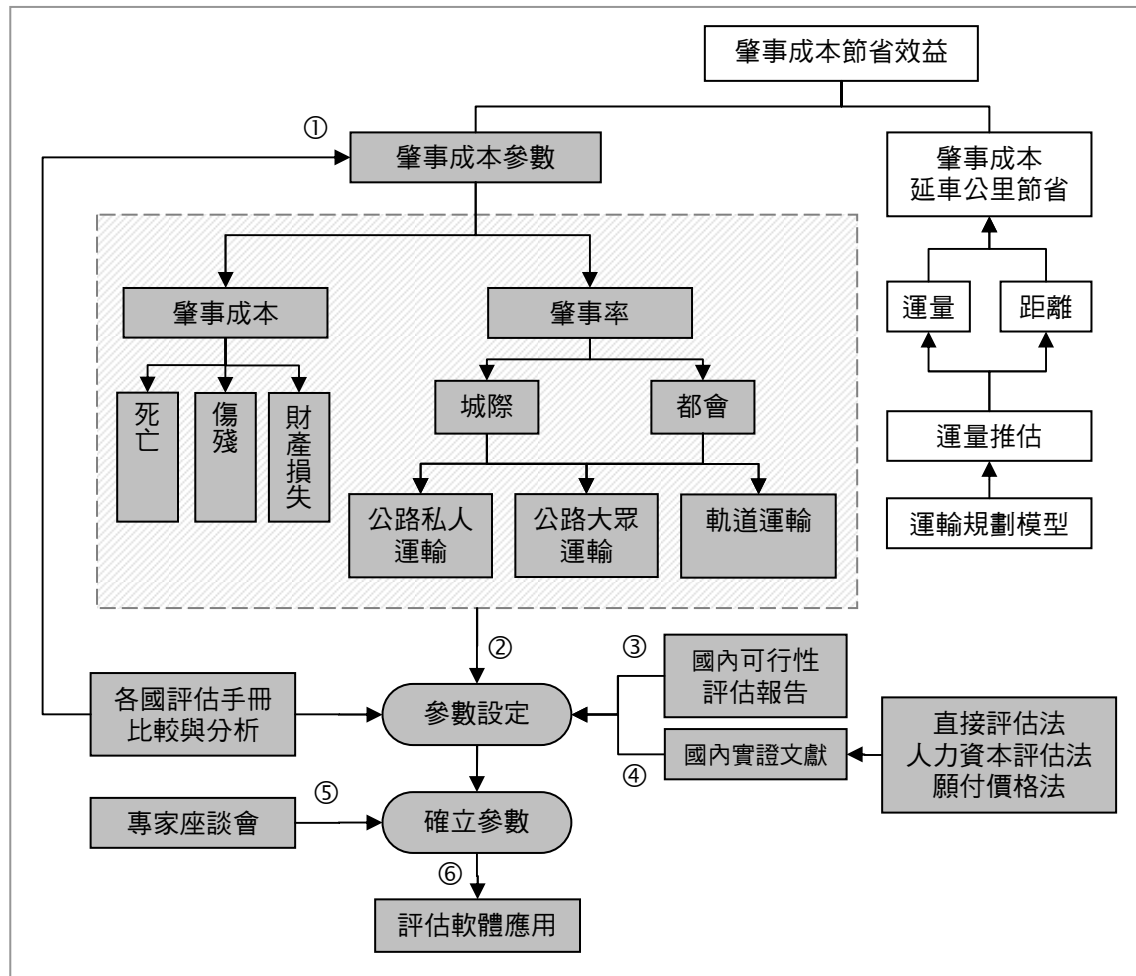 肇事成本節省效益
①
肇事成本參數
肇事成本
延車公里節省
肇事成本
肇事率
運量
距離
死亡
傷殘
財產損失
城際
都會
運量推估
公路私人
運輸
公路大眾
運輸
軌道運輸
運輸規劃模型
②
③
各國評估手冊
比較與分析
參數設定
國內可行性
評估報告
④
國內實證文獻
直接評估法
人力資本評估法
願付價格法
專家座談會
⑤
確立參數
⑥
評估軟體應用